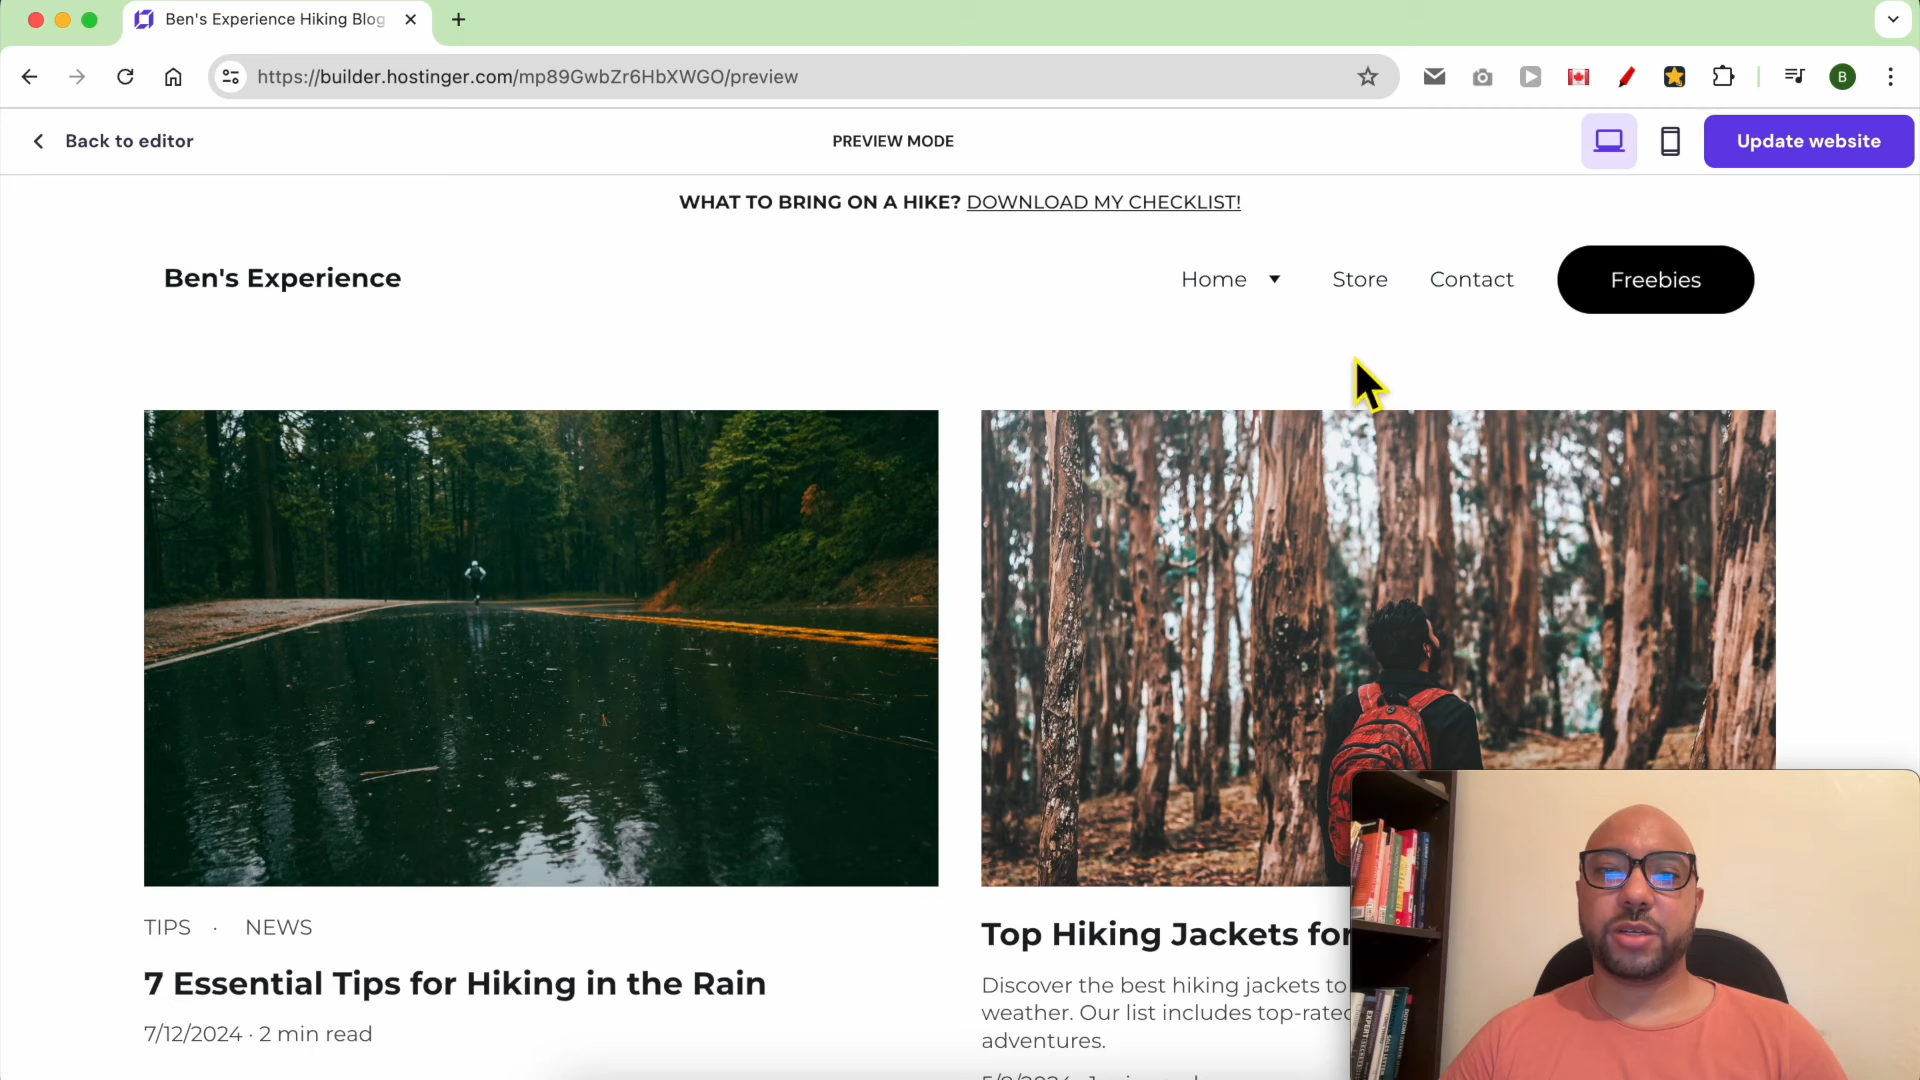 Ben's Experience Hiking Blog
https://builder.hostinger.com/mp89GwbZr6HbXWGO/preview
B
Back to editor
PREVIEW MODE
Update website
WHAT TO BRING ON A HIKE? DOWNLOAD MY CHECKLIST!
Ben's Experience
Home
Store
Contact
Freebies
TIPS · NEWS
7 Essential Tips for Hiking in the Rain
7/12/2024 · 2 min read
Top Hiking Jackets for
Discover the best hiking jackets to
weather. Our list includes top-rated
adventures.
EXPERT